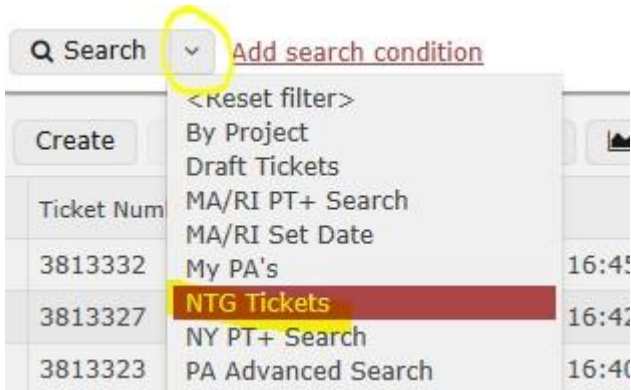 Search
Add search condition
<Reset filter>
By Project
Draft Tickets
MA/RI PT+ Search
MA/RI Set Date
My PA's
NTG Tickets
NY PT+ Search
PA Advanced Search
Create
Ticket Num
3813332
16:45
3813327
16:42
3813323
16:40